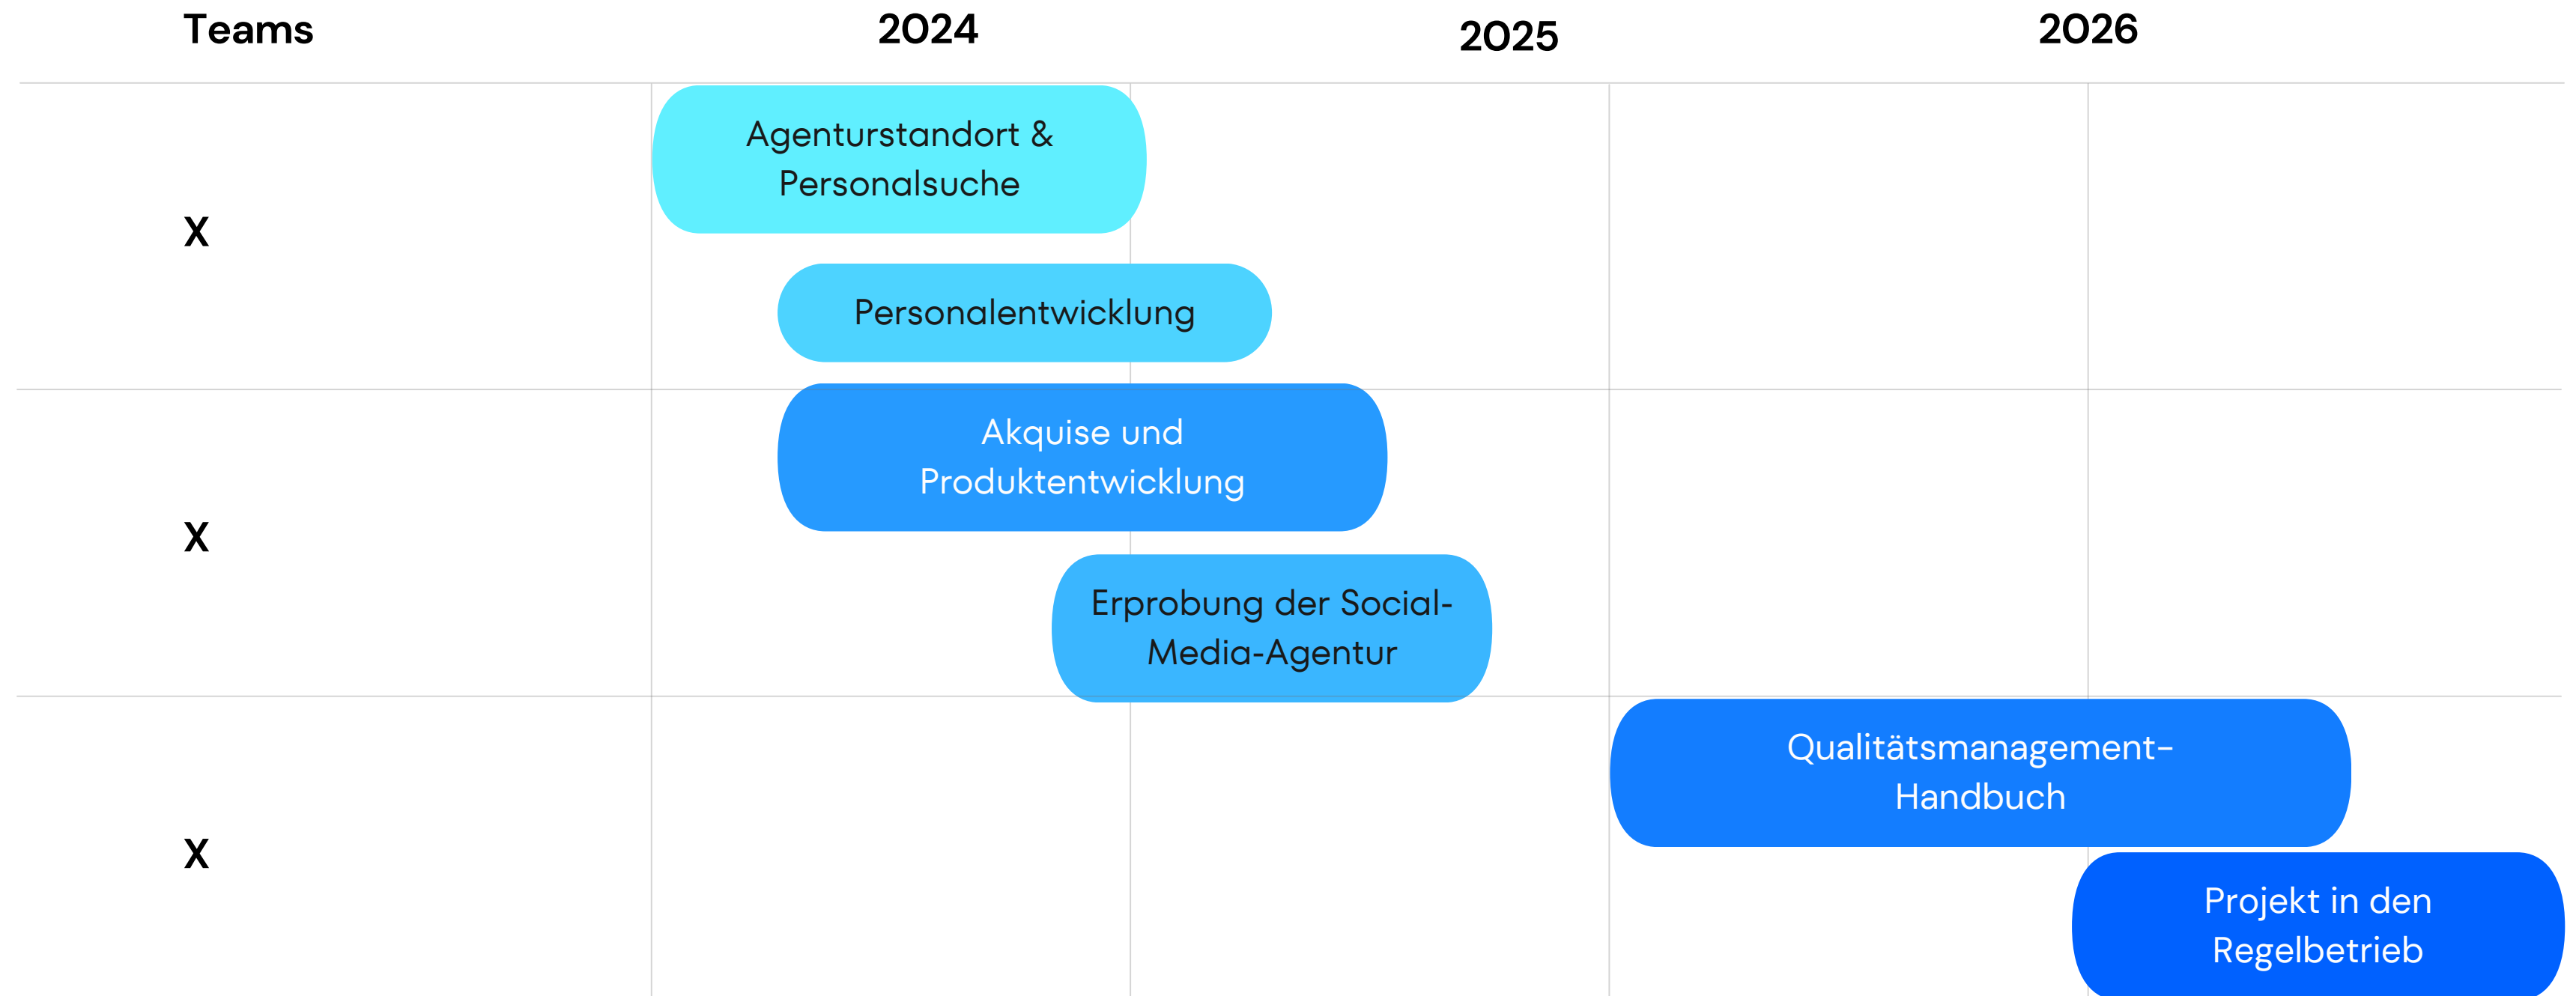 Teams 2024 2025 2026
Agenturstandort &
Personalsuche
X
Personalentwicklung
Akquise und
Produktentwicklung
X
Erprobung der Social-
Media-Agentur
Qualitätsmanagement-
Handbuch
X
Projekt in den
Regelbetrieb